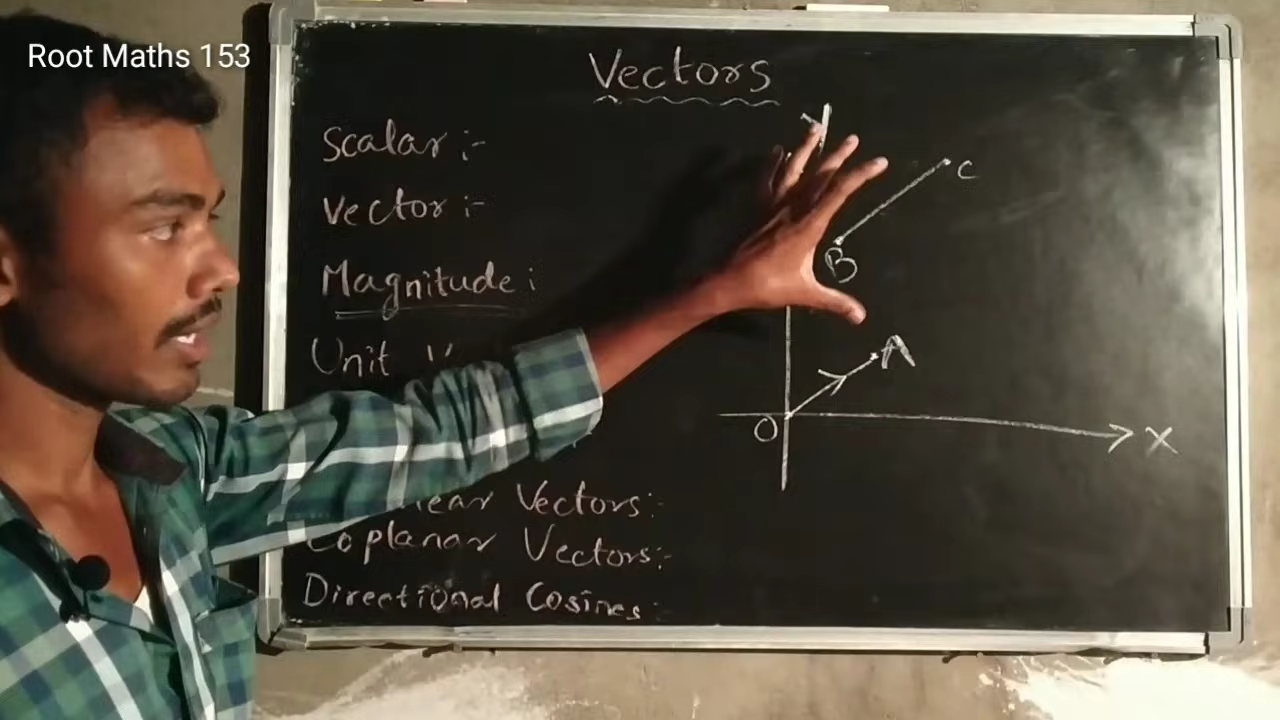 Root Maths 153
Vectors
Scalar :-
Vector :-
Magnitude :
Unit
Vectors:-
Coplanar Vectors:-
Directional Cosines:
Y
C
B
A
O
X